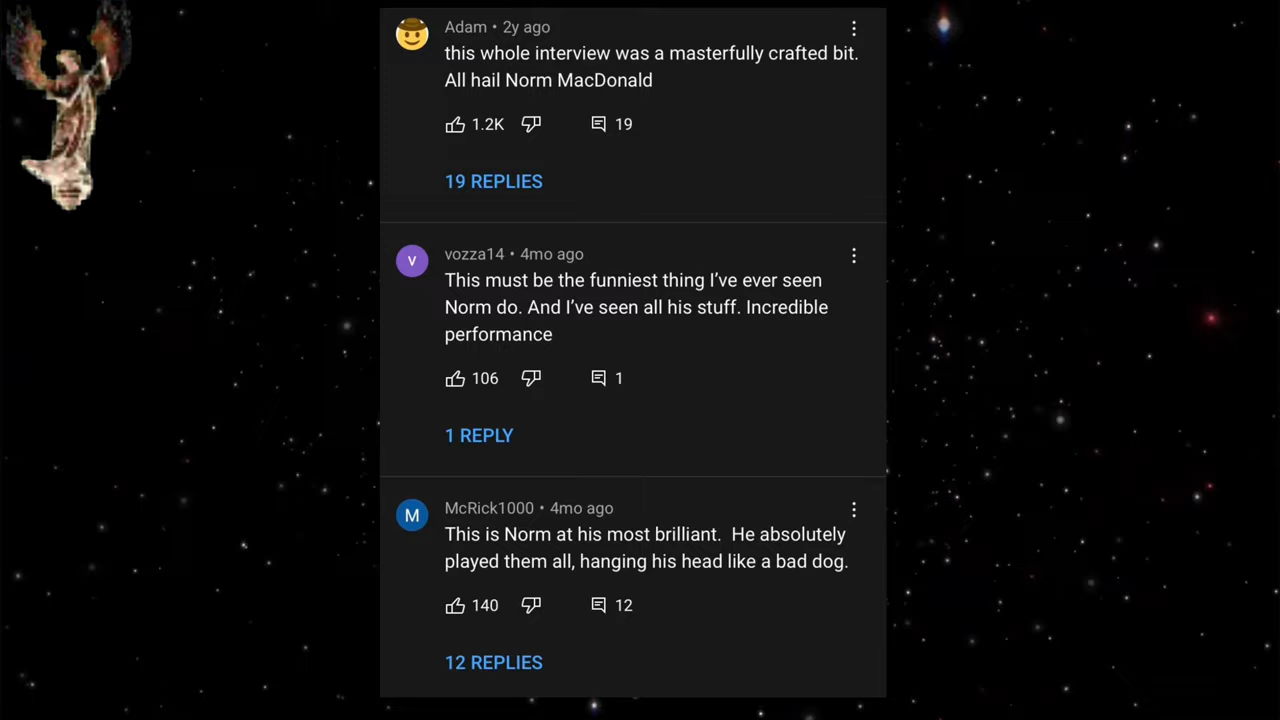 Adam • 2y ago
this whole interview was a masterfully crafted bit.
All hail Norm MacDonald
1.2K 19
19 REPLIES
V
vozza14 • 4mo ago
This must be the funniest thing I’ve ever seen
Norm do. And I’ve seen all his stuff. Incredible
performance
106 1
1 REPLY
M
McRick1000 • 4mo ago
This is Norm at his most brilliant.  He absolutely
played them all, hanging his head like a bad dog.
140 12
12 REPLIES